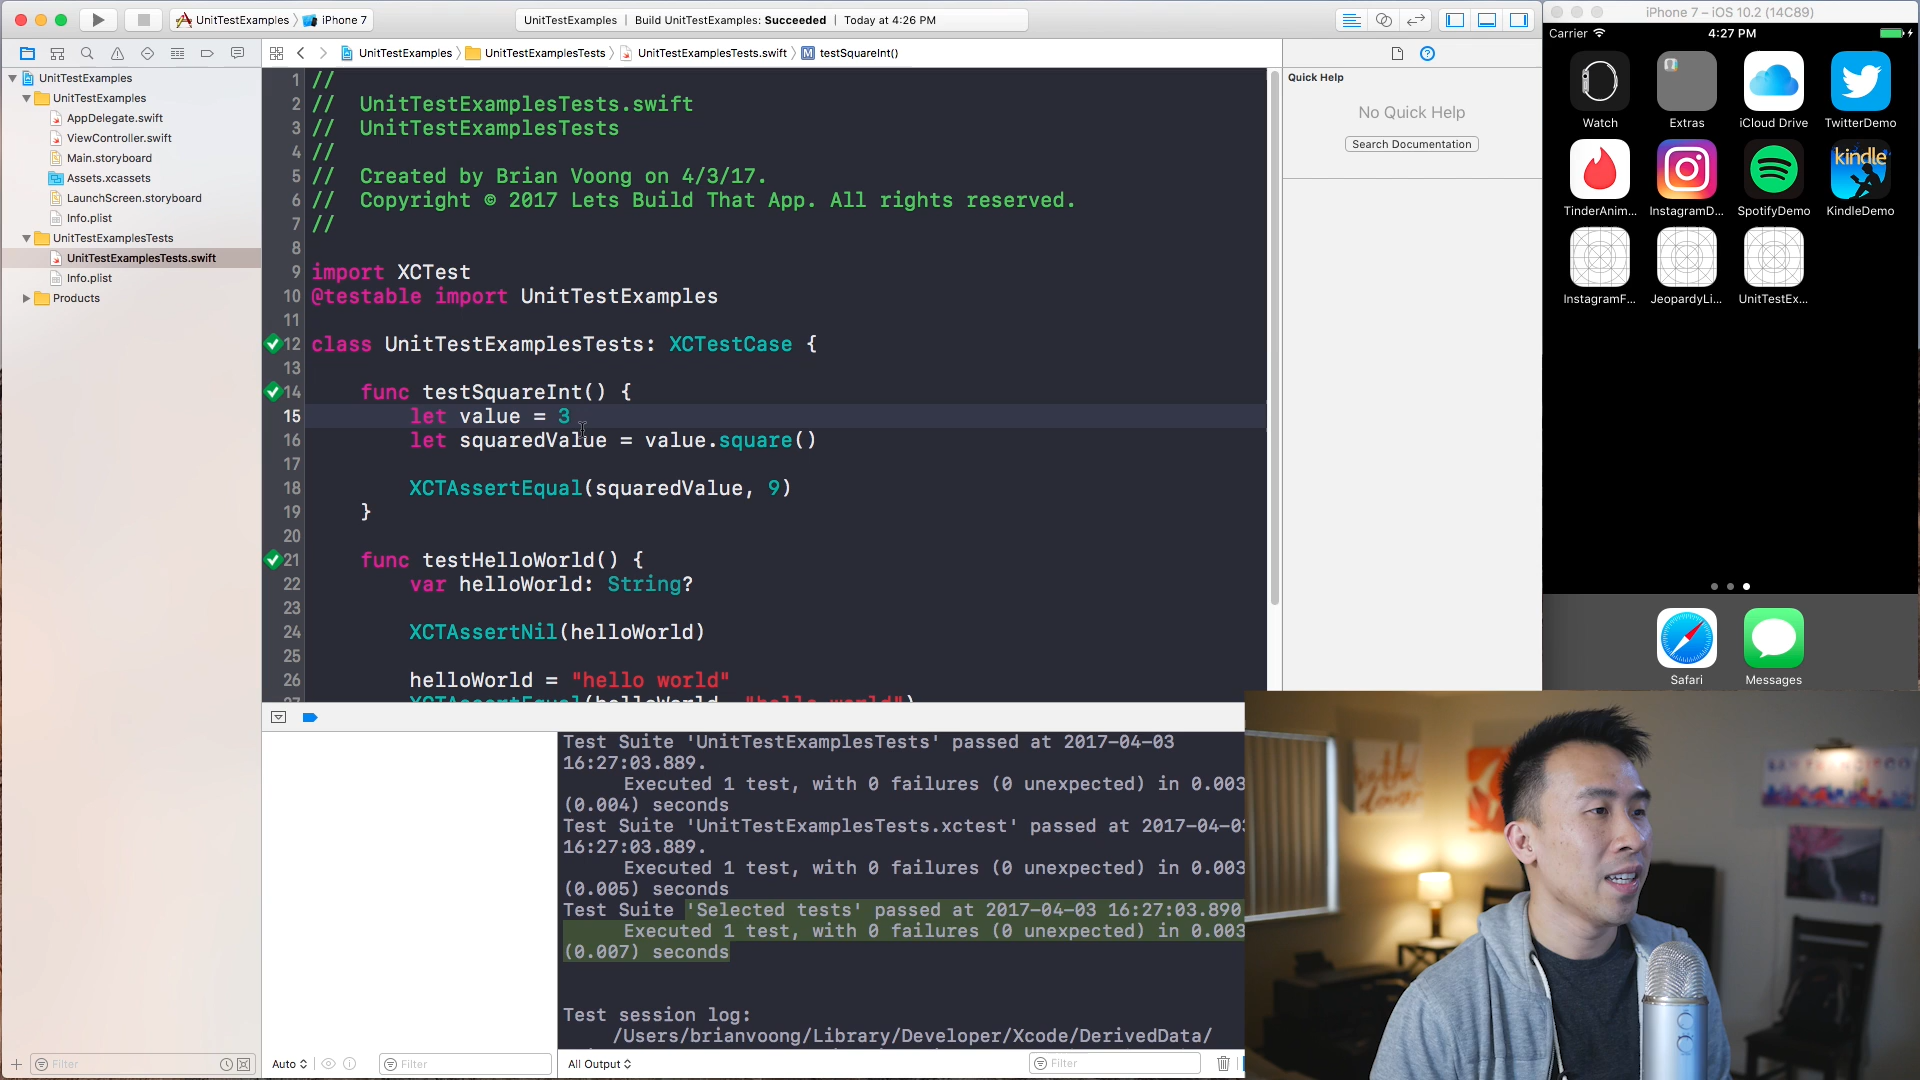 UnitTestExamples
iPhone 7
UnitTestExamples | Build UnitTestExamples: Succeeded | Today at 4:26 PM
iPhone 7 – iOS 10.2 (14C89)
UnitTestExamples
UnitTestExamplesTests
UnitTestExamplesTests.swift
M testSquareInt()
UnitTestExamples
UnitTestExamples
AppDelegate.swift
ViewController.swift
Main.storyboard
Assets.xcassets
LaunchScreen.storyboard
Info.plist
UnitTestExamplesTests
UnitTestExamplesTests.swift
Info.plist
Products
1 //
2 // UnitTestExamplesTests.swift
3 // UnitTestExamplesTests
4 //
5 // Created by Brian Voong on 4/3/17.
6 // Copyright © 2017 Lets Build That App. All rights reserved.
7 //
8
9 import XCTest
10 @testable import UnitTestExamples
11
12 class UnitTestExamplesTests: XCTestCase {
13
14 func testSquareInt() {
15 let value = 3
16 let squaredValue = value.square()
17
18 XCTAssertEqual(squaredValue, 9)
19 }
20
21 func testHelloWorld() {
22 var helloWorld: String?
23
24 XCTAssertNil(helloWorld)
25
26 helloWorld = "hello world"
27 XCTAssertEqual(helloWorld, "hello world")
Quick Help
No Quick Help
Search Documentation
Carrier
4:27 PM
Watch
Extras
iCloud Drive
TwitterDemo
kindle
TinderAnim...
InstagramD...
SpotifyDemo
KindleDemo
InstagramF...
JeopardyLi...
UnitTestEx...
Safari
Messages
Test Suite 'UnitTestExamplesTests' passed at 2017-04-03
16:27:03.889.
Executed 1 test, with 0 failures (0 unexpected) in 0.003
(0.004) seconds
Test Suite 'UnitTestExamplesTests.xctest' passed at 2017-04-03
16:27:03.889.
Executed 1 test, with 0 failures (0 unexpected) in 0.003
(0.005) seconds
Test Suite 'Selected tests' passed at 2017-04-03 16:27:03.890
Executed 1 test, with 0 failures (0 unexpected) in 0.003
(0.007) seconds
Test session log:
/Users/brianvoong/Library/Developer/Xcode/DerivedData/
Filter
Auto
Filter
All Output
Filter
SAN FRANCISCO